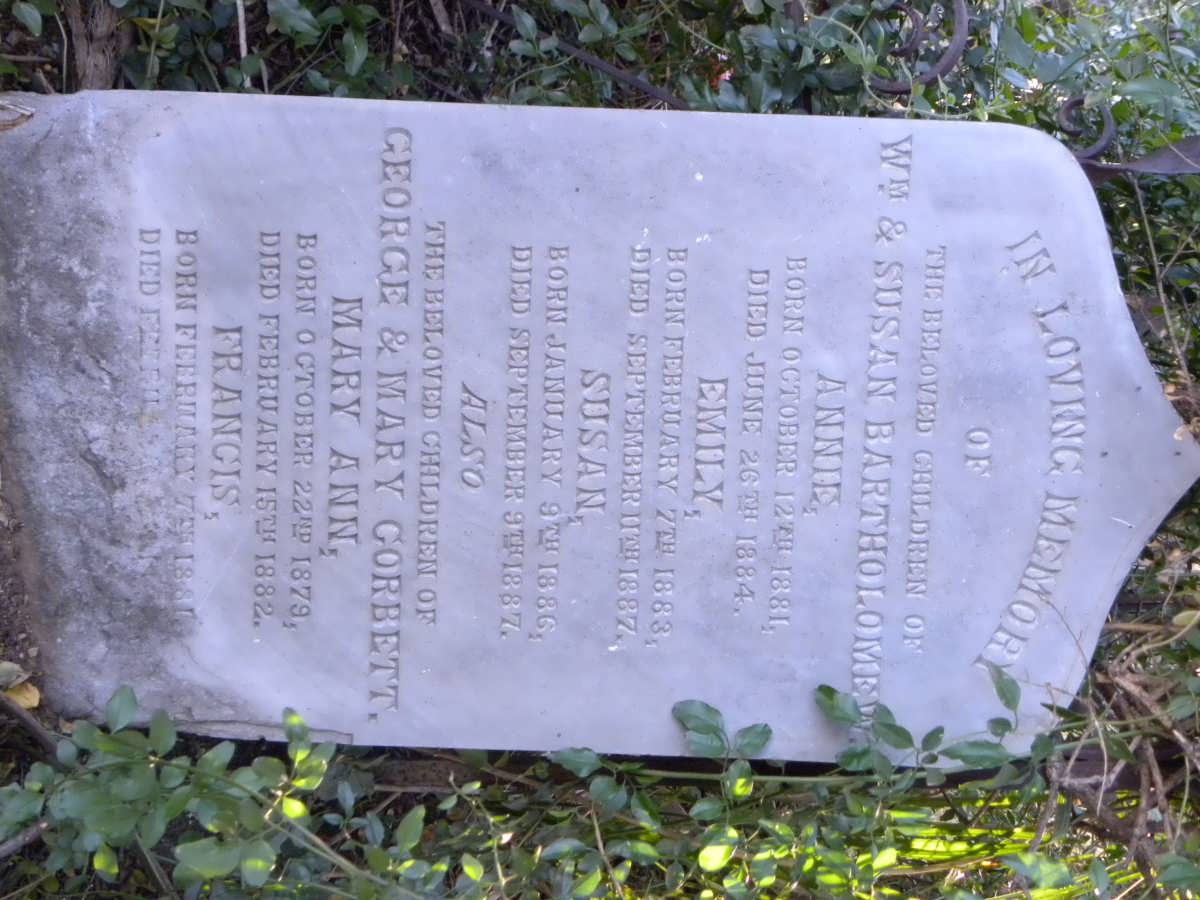 IN LOVING MEMORY
OF
THE BELOVED CHILDREN OF
WM & SUSAN BARTHOLOMEW
ANNIE,
BORN OCTOBER 12TH 1881,
DIED JUNE 26TH 1884.
EMILY,
BORN FEBRUARY 7TH 1883,
DIED SEPTEMBER 11TH 1887,
SUSAN,
BORN JANUARY 9TH 1886,
DIED SEPTEMBER 9TH 1887.
ALSO
THE BELOVED CHILDREN OF
GEORGE & MARY CORBETT.
MARY ANN,
BORN OCTOBER 22ND 1879,
DIED FEBRUARY 15TH 1882.
FRANCIS,
BORN FEBRUARY 7TH
DIED